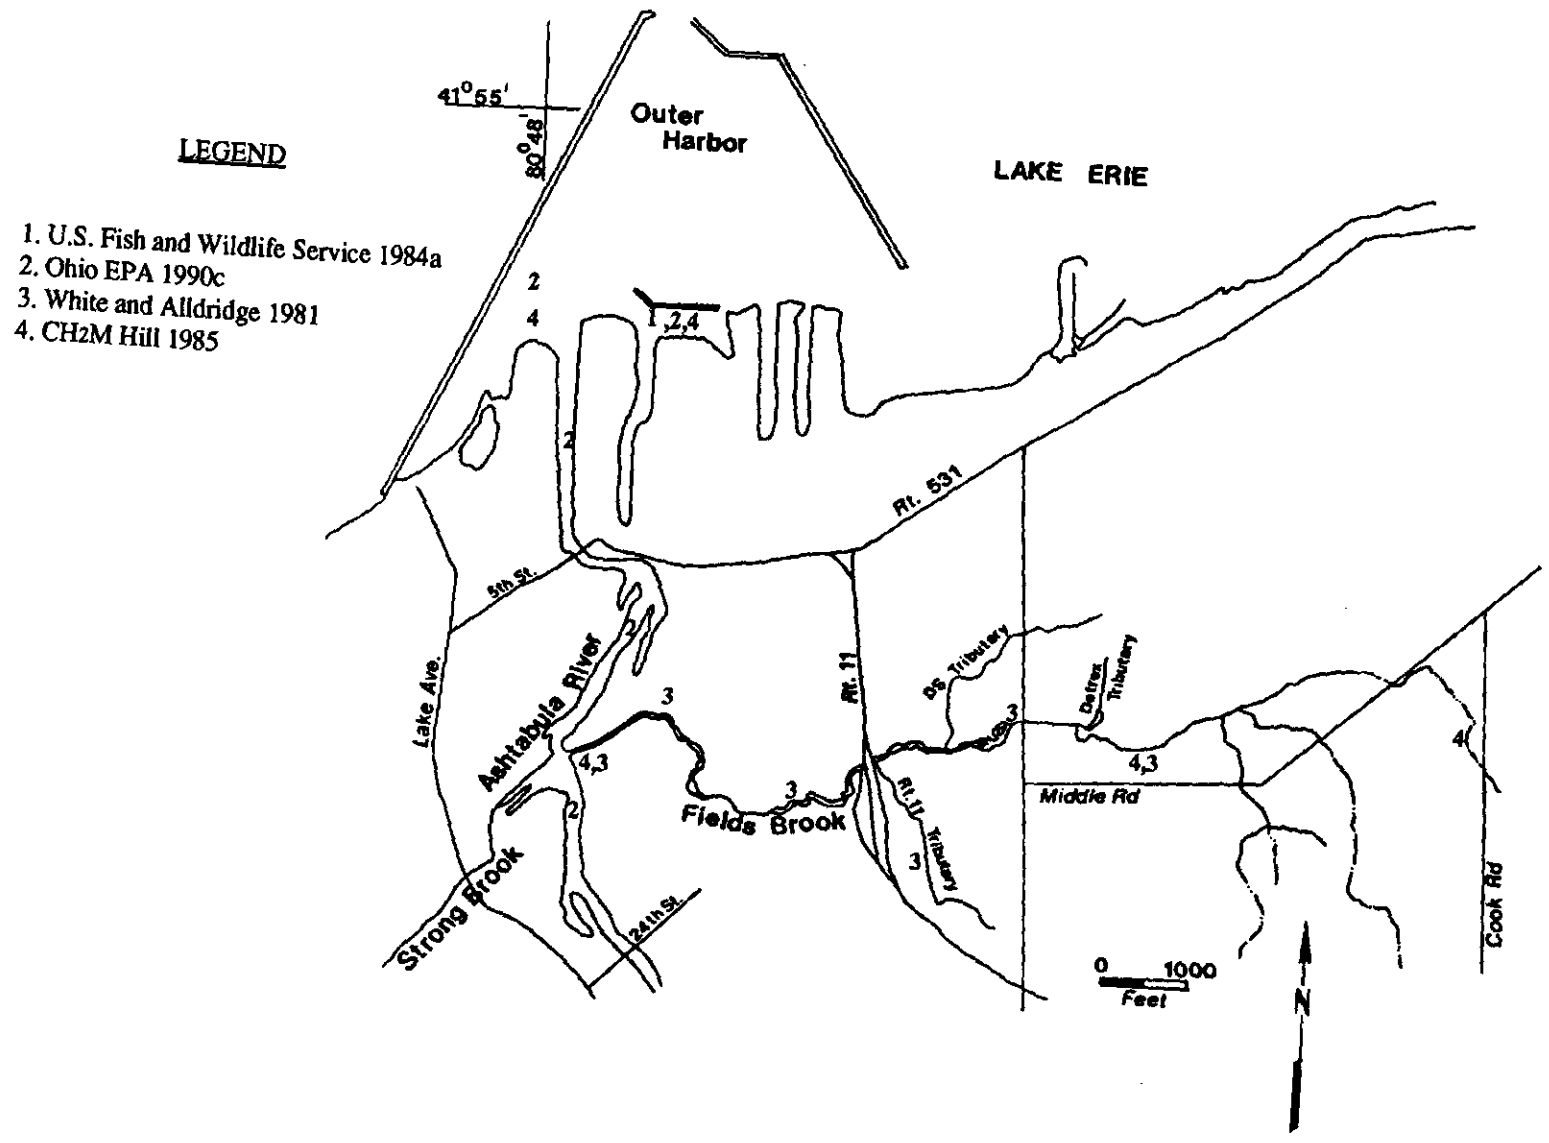 41°55'
80°48'
Outer
Harbor
LAKE ERIE
LEGEND
1. U.S. Fish and Wildlife Service 1984a
2. Ohio EPA 1990c
3. White and Alldridge 1981
4. CH2M Hill 1985
2
4
1,2,4
2
Rt. 531
5th St.
2
Lake Ave.
Ashtabula River
Rt. 11
DS Tributary
Detrex
Tributary
3
3
4,3
4,3
4
3
2
Fields Brook
Middle Rd
Rt. 11
Tributary
3
Strong Brook
24th St.
Cook Rd
0 1000
Feet
N